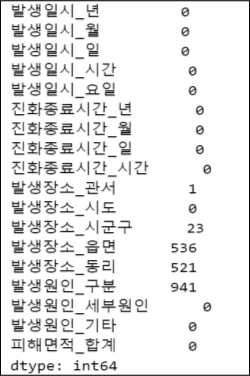 발생일시_년 0
발생일시_월 0
발생일시_일 0
발생일시_시간 0
발생일시_요일 0
진화종료시간_년 0
진화종료시간_월 0
진화종료시간_일 0
진화종료시간_시간 0
발생장소_관서 1
발생장소_시도 0
발생장소_시군구 23
발생장소_읍면 536
발생장소_동리 521
발생원인_구분 941
발생원인_세부원인 0
발생원인_기타 0
피해면적_합계 0
dtype: int64